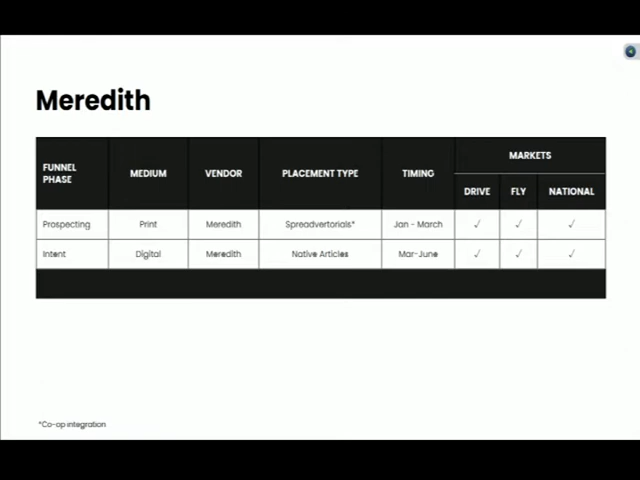 Meredith
FUNNEL PHASE MEDIUM VENDOR PLACEMENT TYPE TIMING MARKETS
DRIVE FLY NATIONAL
Prospecting Print Meredith Spreadvertorials* Jan - March ✓ ✓ ✓
Intent Digital Meredith Native Articles Mar-June ✓ ✓ ✓
*Co-op integration